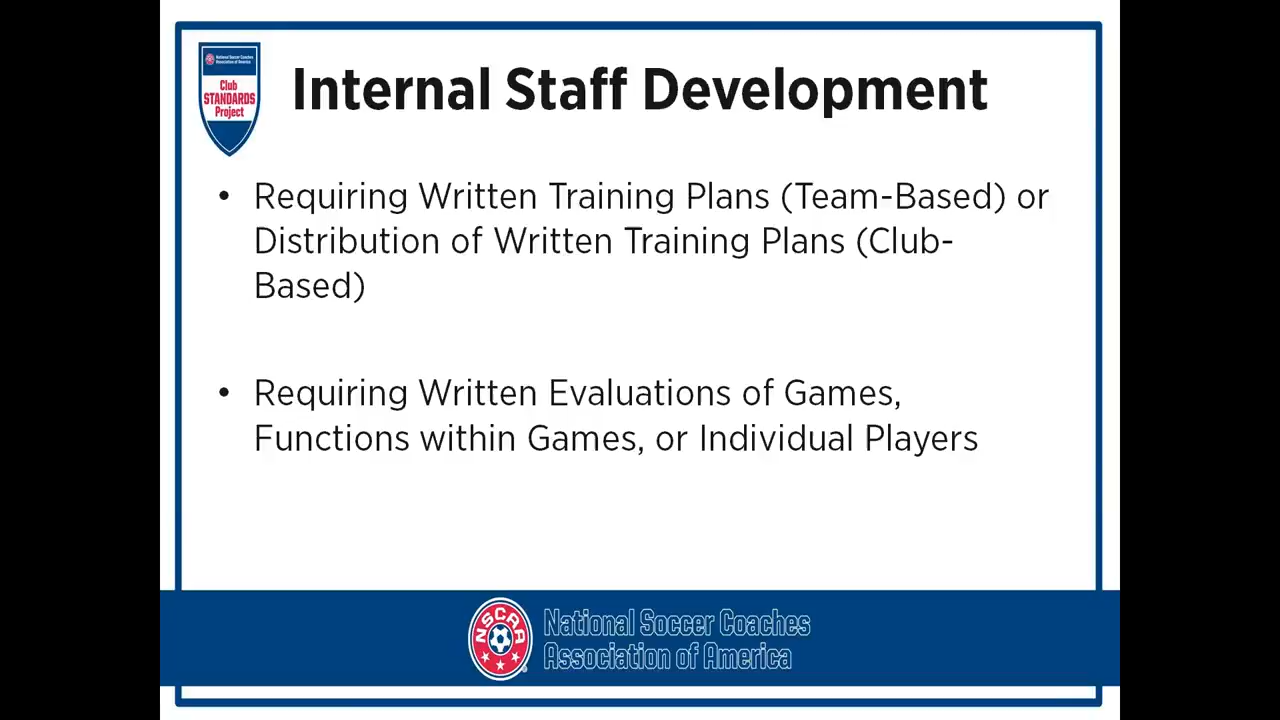 National Soccer Coaches
Association of America
Club
STANDARDS
Project
Internal Staff Development
• Requiring Written Training Plans (Team-Based) or
Distribution of Written Training Plans (Club-
Based)
• Requiring Written Evaluations of Games,
Functions within Games, or Individual Players
NSCAA
National Soccer Coaches
Association of America